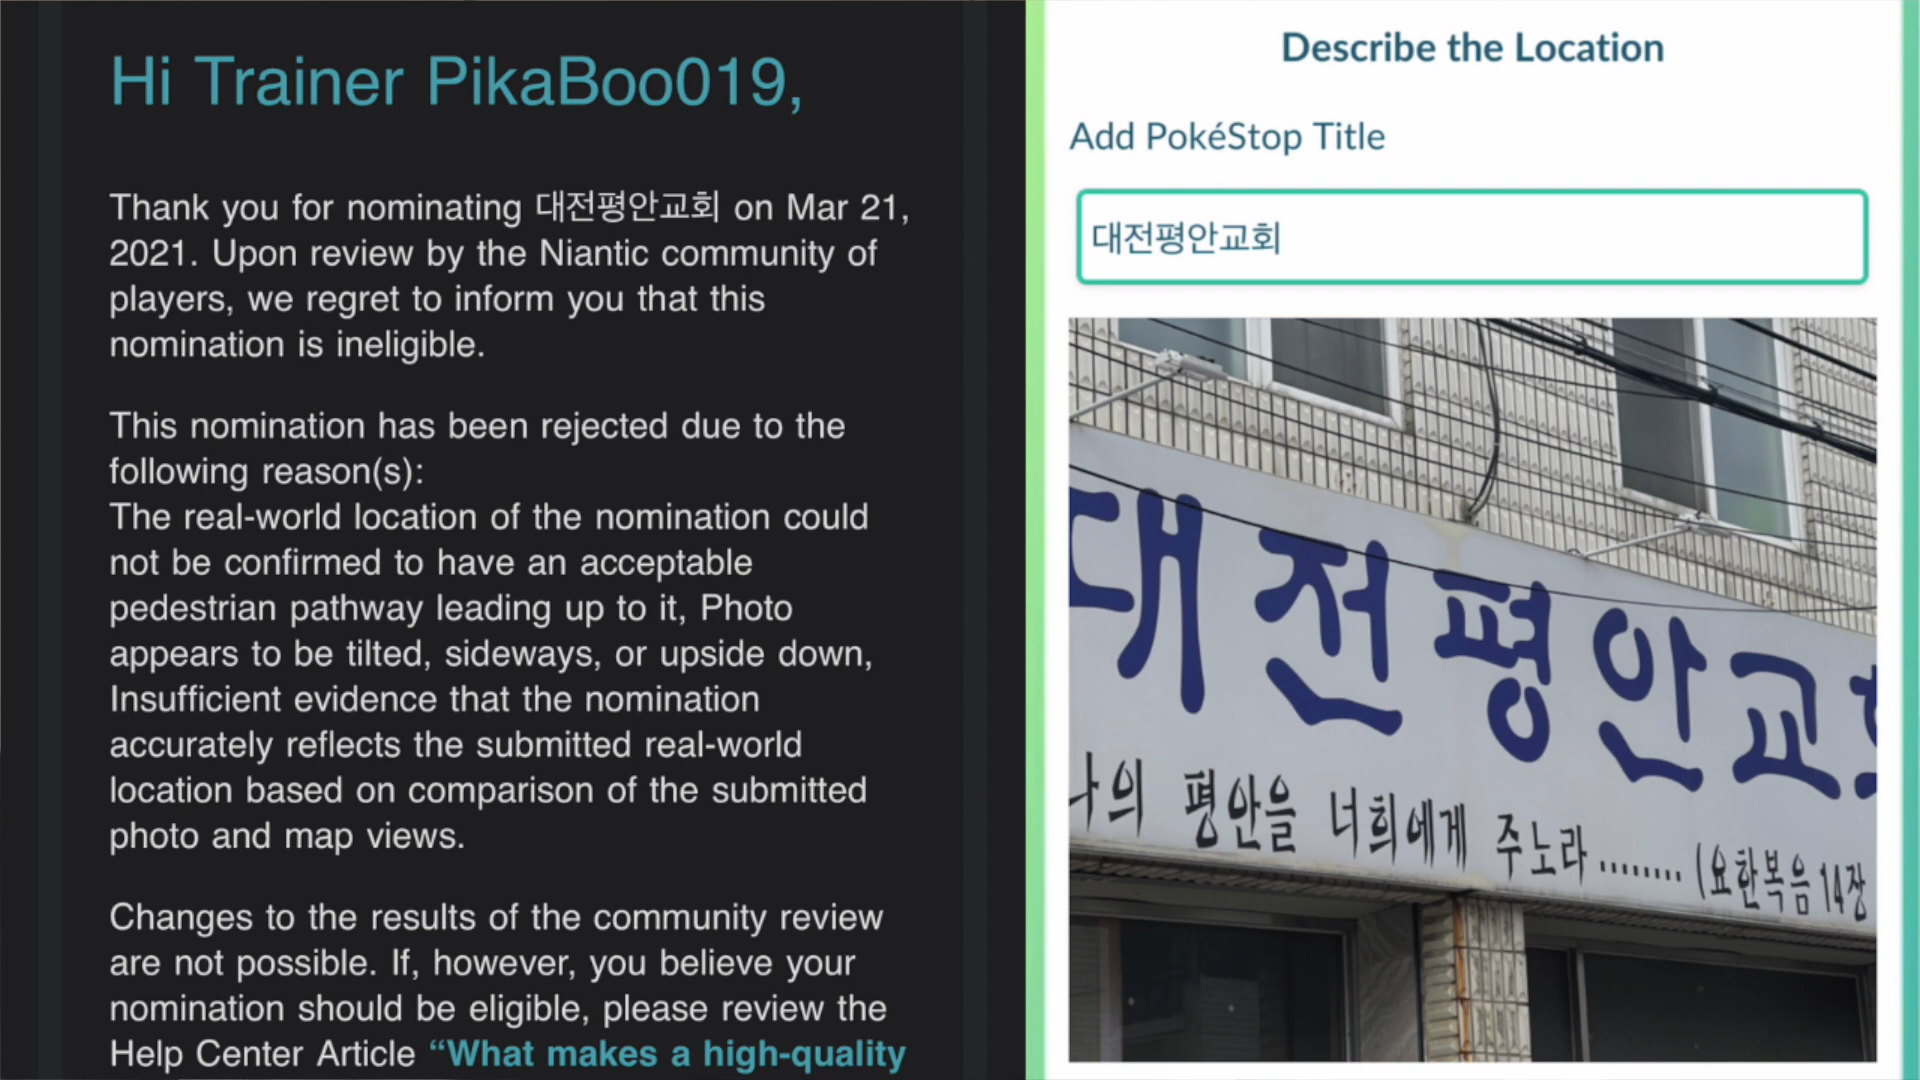 Hi Trainer PikaBoo019,
Thank you for nominating 대전평안교회 on Mar 21,
2021. Upon review by the Niantic community of
players, we regret to inform you that this
nomination is ineligible.
This nomination has been rejected due to the
following reason(s):
The real-world location of the nomination could
not be confirmed to have an acceptable
pedestrian pathway leading up to it, Photo
appears to be tilted, sideways, or upside down,
Insufficient evidence that the nomination
accurately reflects the submitted real-world
location based on comparison of the submitted
photo and map views.
Changes to the results of the community review
are not possible. If, however, you believe your
nomination should be eligible, please review the
Help Center Article “What makes a high-quality
Describe the Location
Add PokéStop Title
대전평안교회
대전평안교
의 평안을 너희에게 주노라........ (요한복음 14장